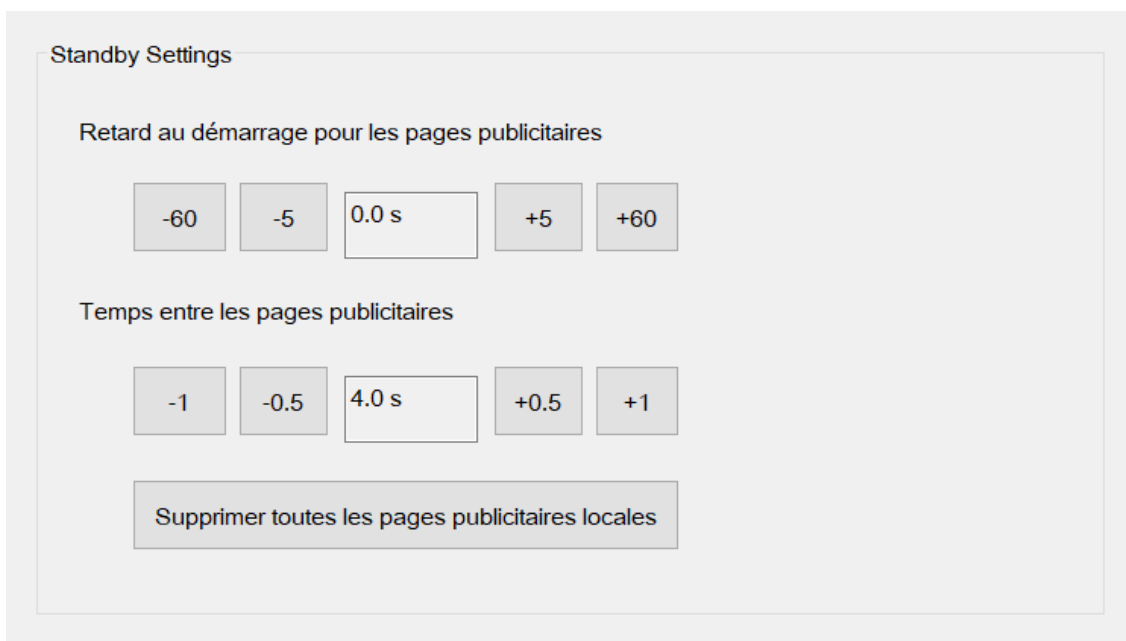 Standby Settings
Retard au démarrage pour les pages publicitaires
-60 -5 0.0 s +5 +60
Temps entre les pages publicitaires
-1 -0.5 4.0 s +0.5 +1
Supprimer toutes les pages publicitaires locales